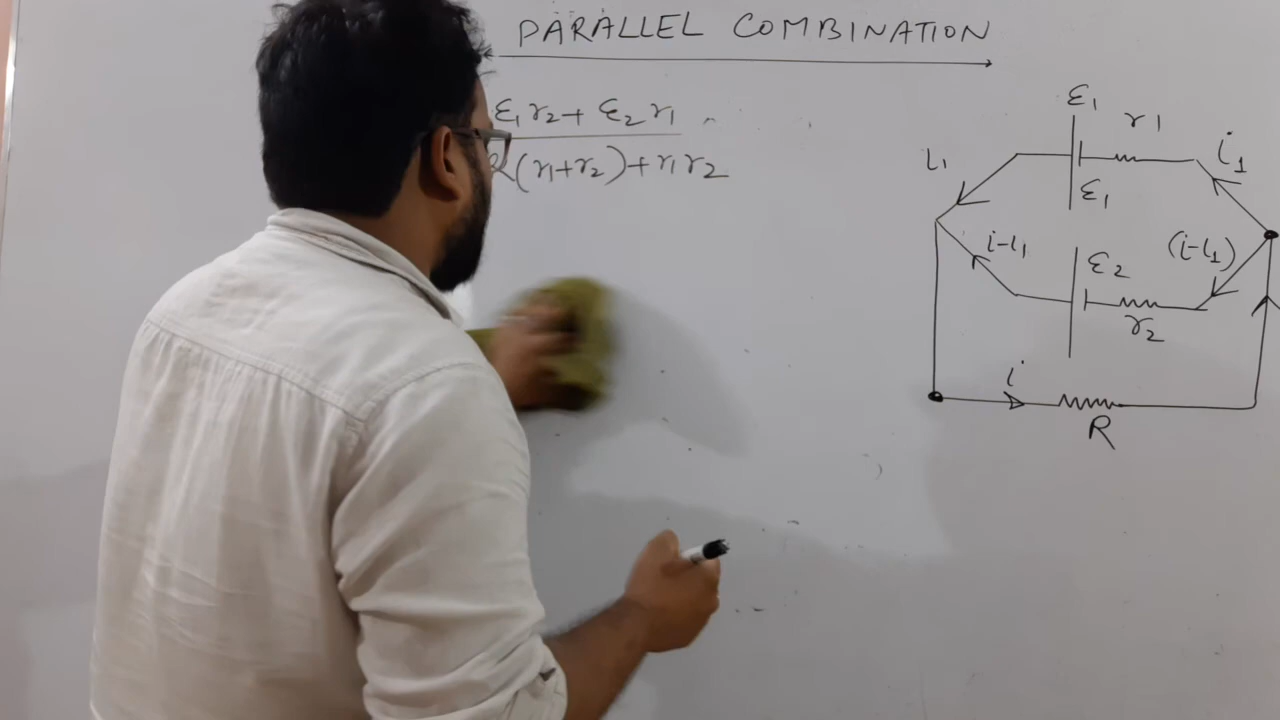 PARALLEL COMBINATION
ε1r2+ ε2r1
R(r1+r2)+r1r2
ε1
r1
i1
i1
ε1
i-i1
ε2
(i-i1)
r2
i
R